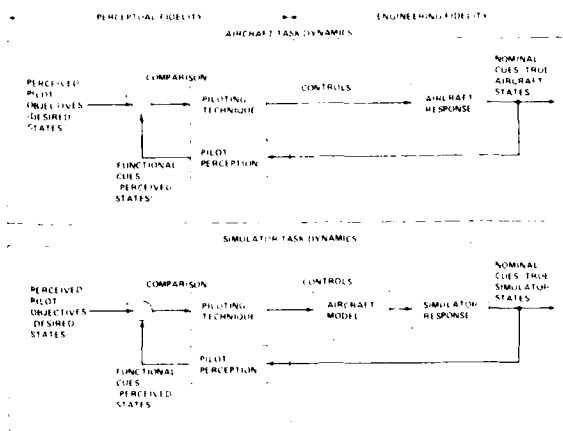 PERCEPTUAL FIDELITY
ENGINEERING FIDELITY
AIRCRAFT TASK DYNAMICS
PERCEIVED
PILOT
OBJECTIVES
DESIRED
STATES
COMPARISON
PILOTING
TECHNIQUE
CONTROLS
AIRCRAFT
RESPONSE
NOMINAL
CUES TRUE
AIRCRAFT
STATES
FUNCTIONAL
CUES
PERCEIVED
STATES
PILOT
PERCEPTION
SIMULATOR TASK DYNAMICS
PERCEIVED
PILOT
OBJECTIVES
DESIRED
STATES
COMPARISON
PILOTING
TECHNIQUE
CONTROLS
AIRCRAFT
MODEL
SIMULATOR
RESPONSE
NOMINAL
CUES TRUE
SIMULATOR
STATES
FUNCTIONAL
CUES
PERCEIVED
STATES
PILOT
PERCEPTION